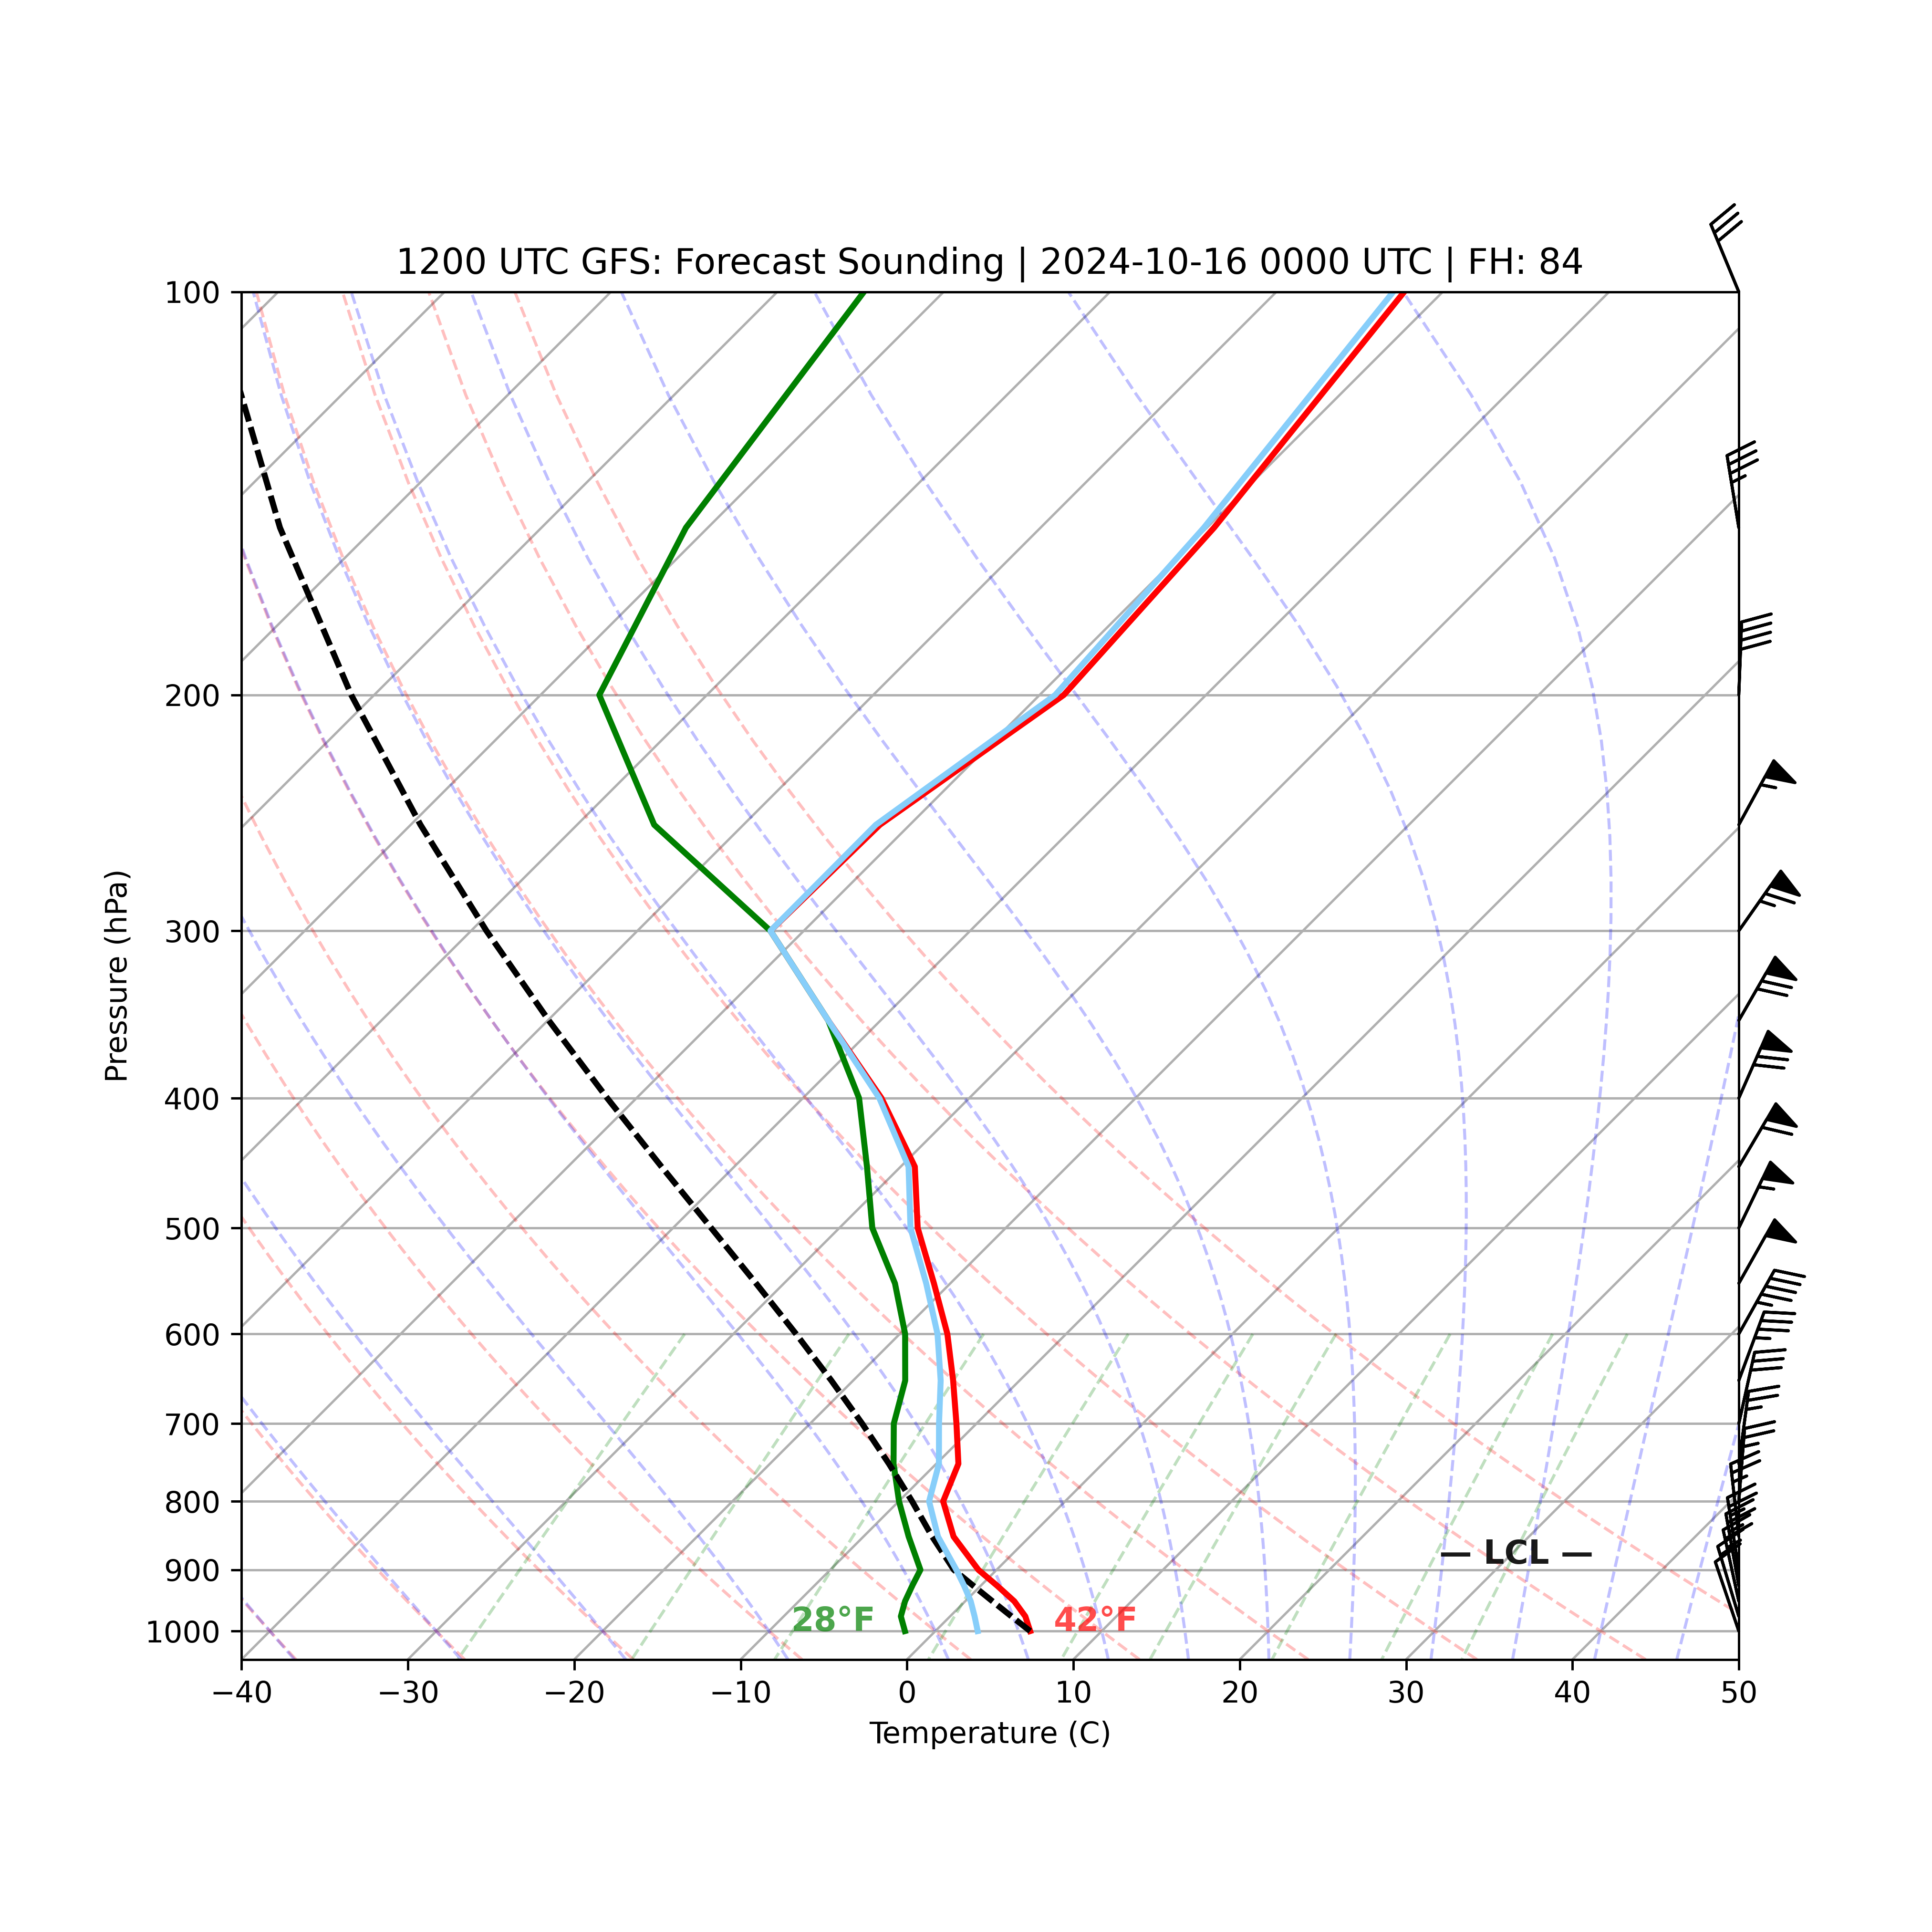 1200 UTC GFS: Forecast Sounding | 2024-10-16 0000 UTC | FH: 84
100
200
300
400
500
600
700
800
900
1000
Pressure (hPa)
— LCL —
28°F
42°F
−40 −30 −20 −10 0 10 20 30 40 50
Temperature (C)